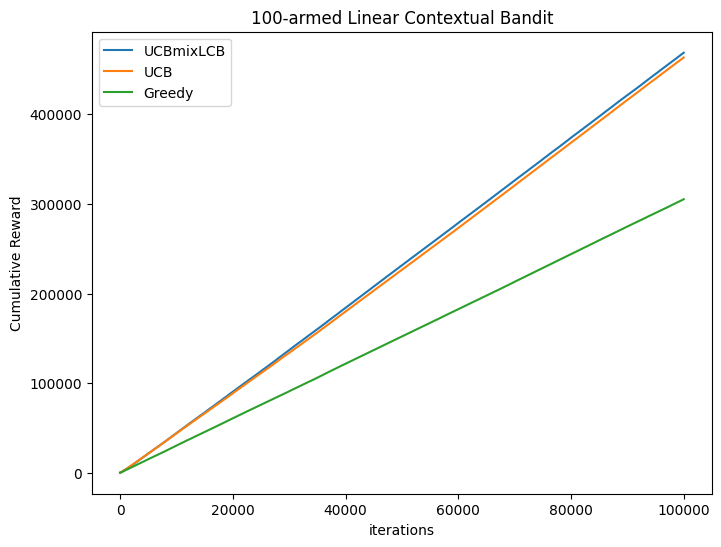 100-armed Linear Contextual Bandit
UCBmixLCB
UCB
Greedy
Cumulative Reward
400000
300000
200000
100000
0
0 20000 40000 60000 80000 100000
iterations